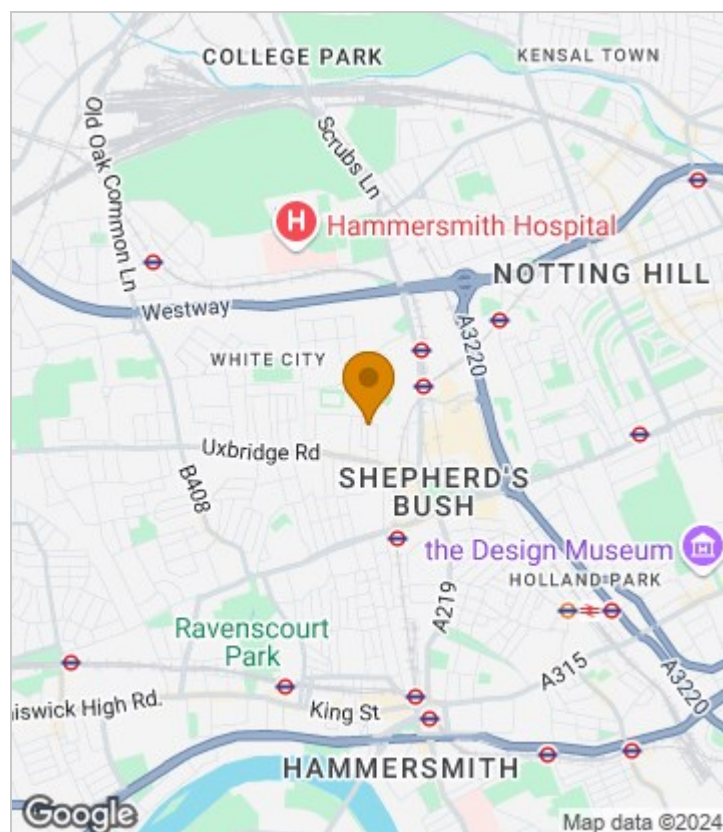 COLLEGE PARK
KENSAL TOWN
Old Oak Common Ln
Scrubs Ln
H
Hammersmith Hospital
NOTTING HILL
Westway
A3220
WHITE CITY
Uxbridge Rd
SHEPHERD'S
BUSH
B408
the Design Museum
HOLLAND PARK
A219
Ravenscourt
Park
A315
A3220
niswick High Rd.
King St
HAMMERSMITH
Google
Map data ©2024